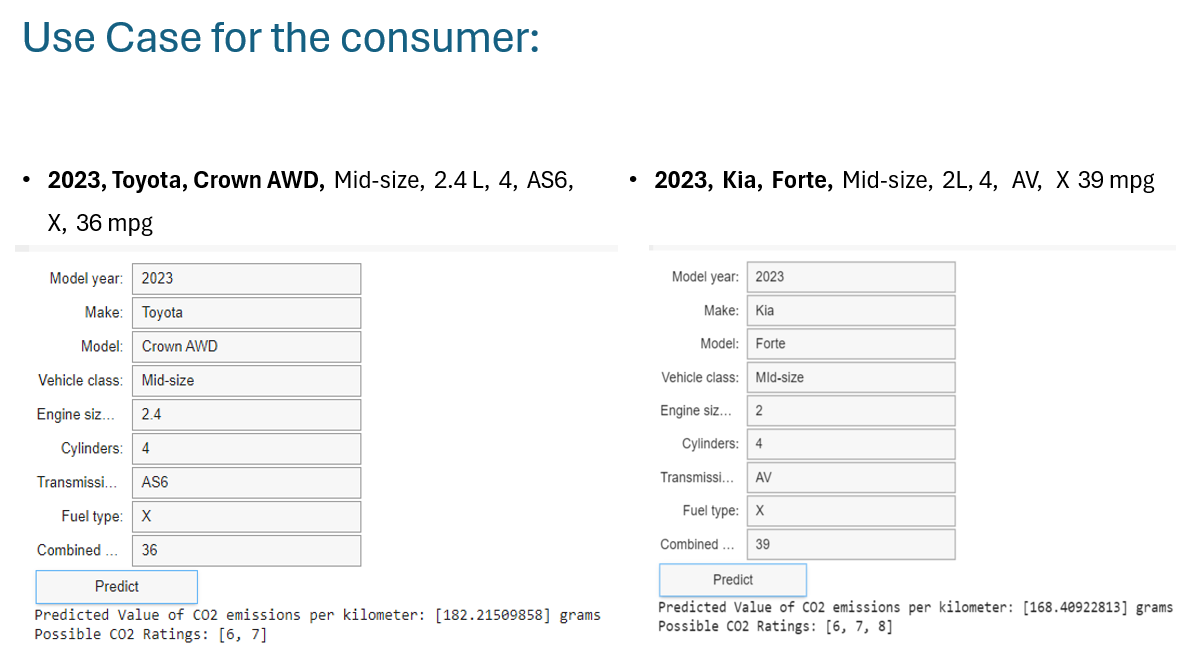 Use Case for the consumer:
• 2023, Toyota, Crown AWD, Mid-size, 2.4 L, 4, AS6,
X, 36 mpg
Model year: 2023
Make: Toyota
Model: Crown AWD
Vehicle class: Mid-size
Engine siz... 2.4
Cylinders: 4
Transmissi... AS6
Fuel type: X
Combined ... 36
Predict
Predicted Value of CO2 emissions per kilometer: [182.21509858] grams
Possible CO2 Ratings: [6, 7]
• 2023, Kia, Forte, Mid-size, 2L, 4, AV, X 39 mpg
Model year: 2023
Make: Kia
Model: Forte
Vehicle class: MId-size
Engine siz... 2
Cylinders: 4
Transmissi... AV
Fuel type: X
Combined ... 39
Predict
Predicted Value of CO2 emissions per kilometer: [168.40922813] grams
Possible CO2 Ratings: [6, 7, 8]